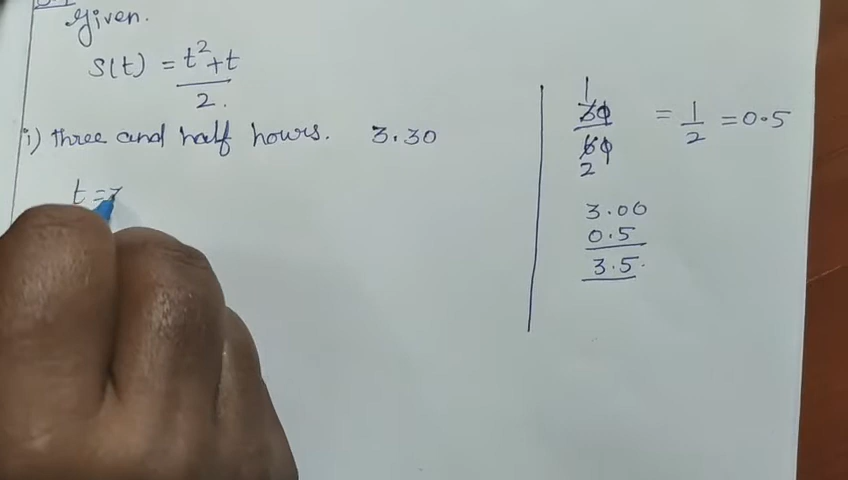 Given.
S(t) = t²+t
2.
i) three and half hours. 3.30
t =
1
30
60
2
= 1/2 = 0.5
3.00
0.5
3.5.